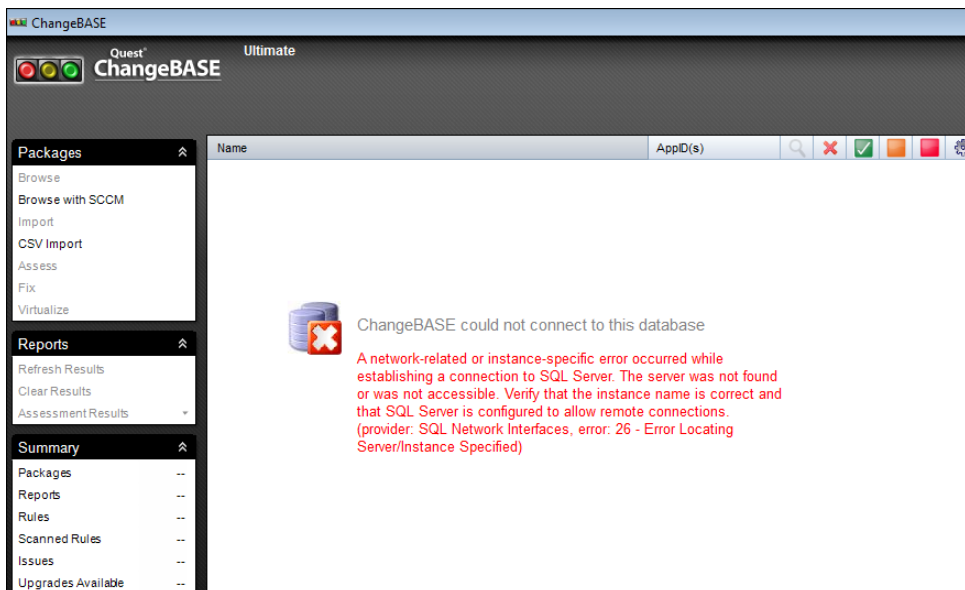 ChangeBASE
Quest®
ChangeBASE
Ultimate
Packages
Browse
Browse with SCCM
Import
CSV Import
Assess
Fix
Virtualize
Reports
Refresh Results
Clear Results
Assessment Results
Summary
Packages --
Reports --
Rules --
Scanned Rules --
Issues --
Upgrades Available --
Name AppID(s)
ChangeBASE could not connect to this database
A network-related or instance-specific error occurred while
establishing a connection to SQL Server. The server was not found
or was not accessible. Verify that the instance name is correct and
that SQL Server is configured to allow remote connections.
(provider: SQL Network Interfaces, error: 26 - Error Locating
Server/Instance Specified)